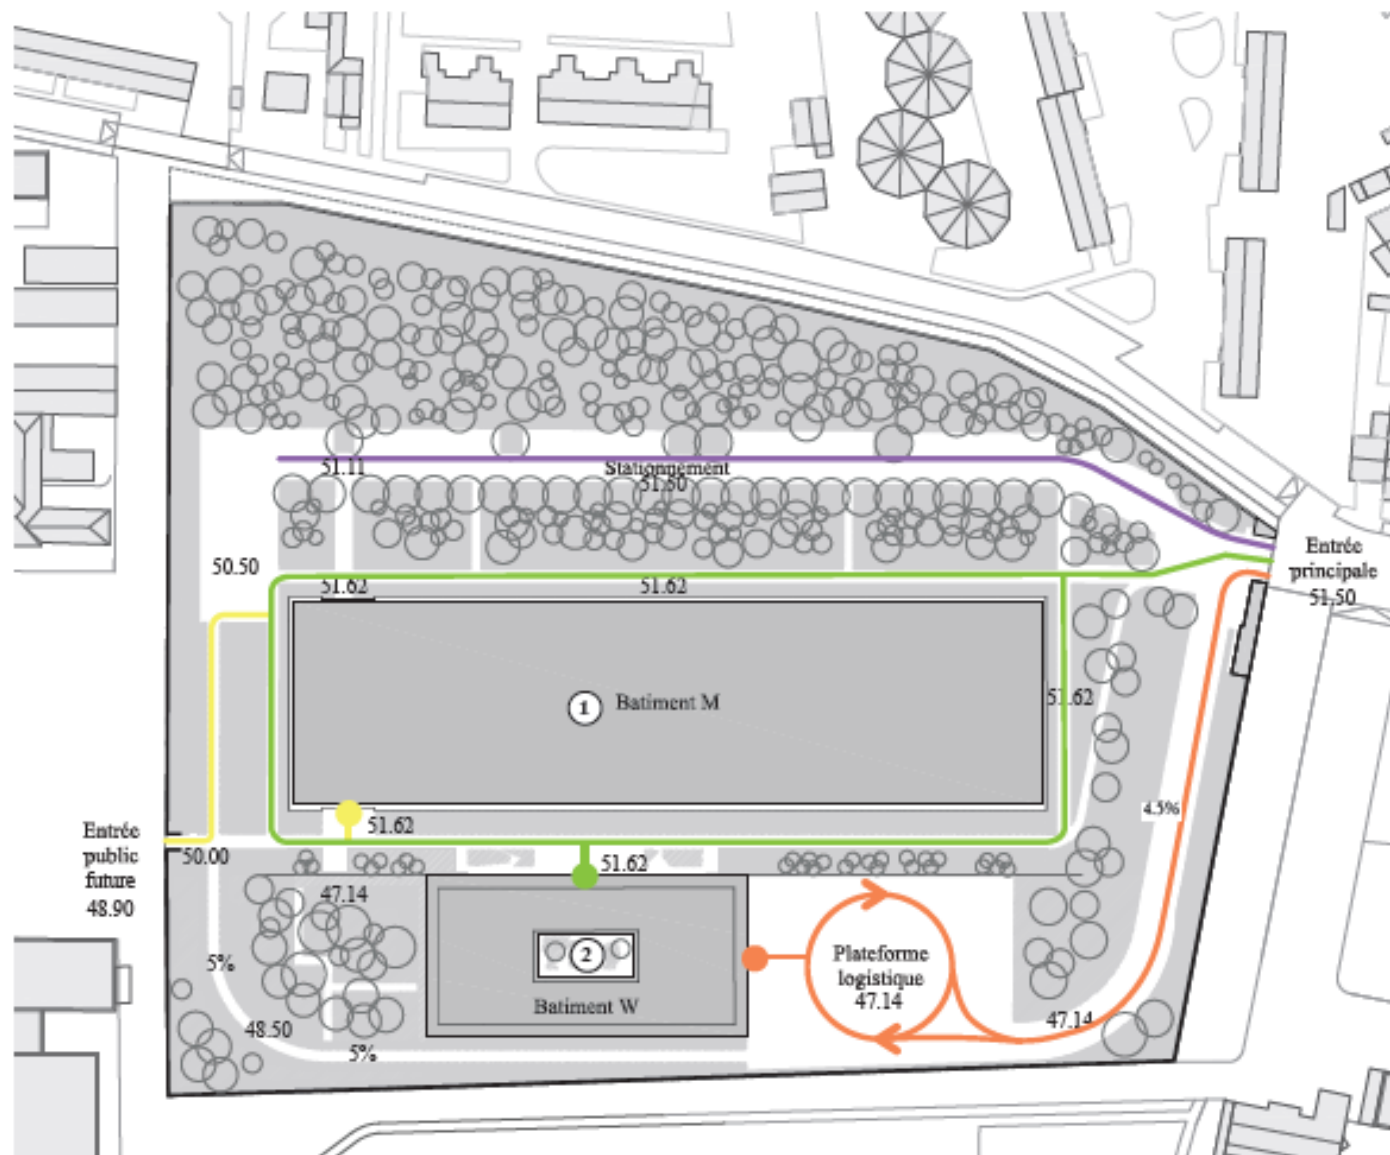 51.11
Stationnement
51.50
Entrée
principale
51.50
50.50
51.62
51.62
1
Batiment M
51.62
4.5%
Entrée
public
future
48.90
51.62
50.00
51.62
47.14
2
Batiment W
Plateforme
logistique
47.14
5%
48.50
47.14
5%